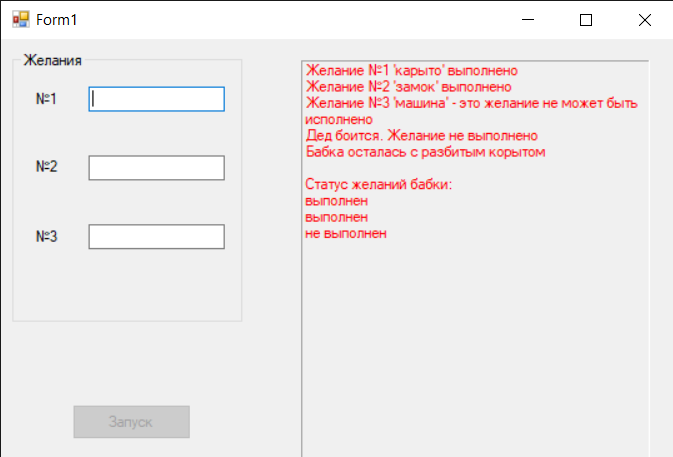 Form1
Желания
№1
№2
№3
Запуск
Желание №1 'карыто' выполнено
Желание №2 'замок' выполнено
Желание №3 'машина' - это желание не может быть
исполнено
Дед боится. Желание не выполнено
Бабка осталась с разбитым корытом
Статус желаний бабки:
выполнен
выполнен
не выполнен